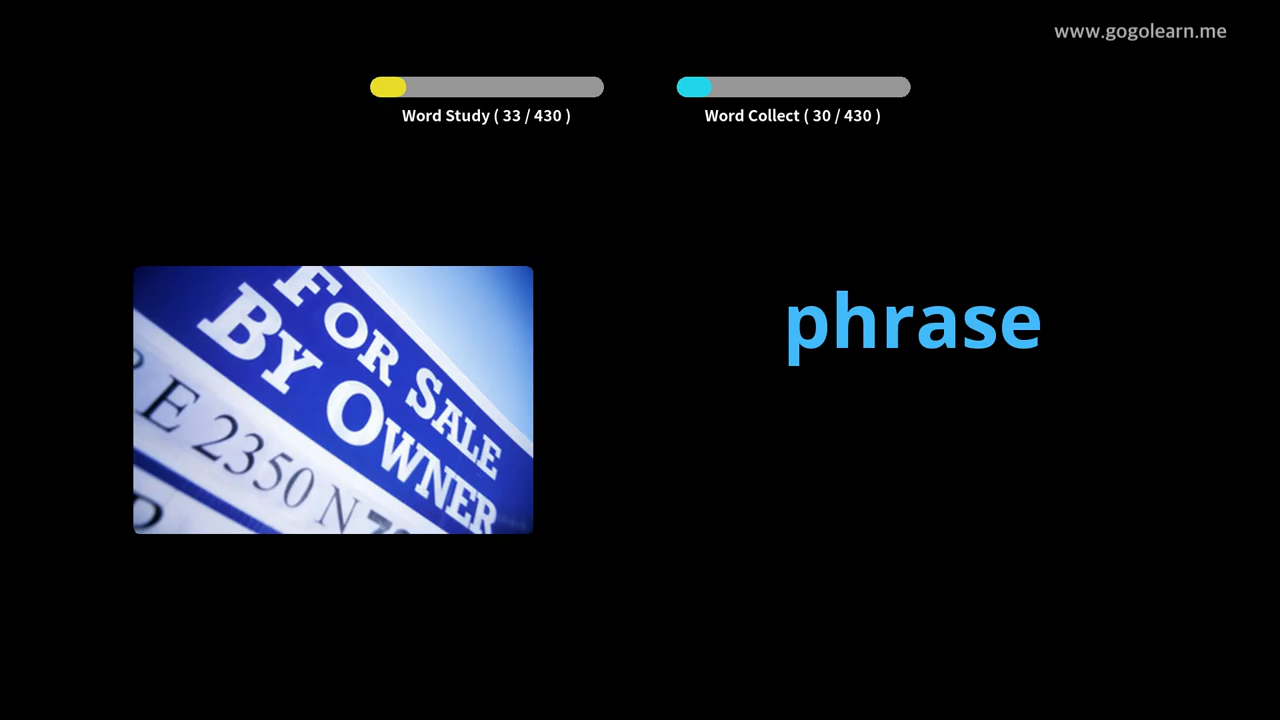 www.gogolearn.me
Word Study ( 33 / 430 )
Word Collect ( 30 / 430 )
FOR SALE
BY OWNER
E 2350 N
phrase